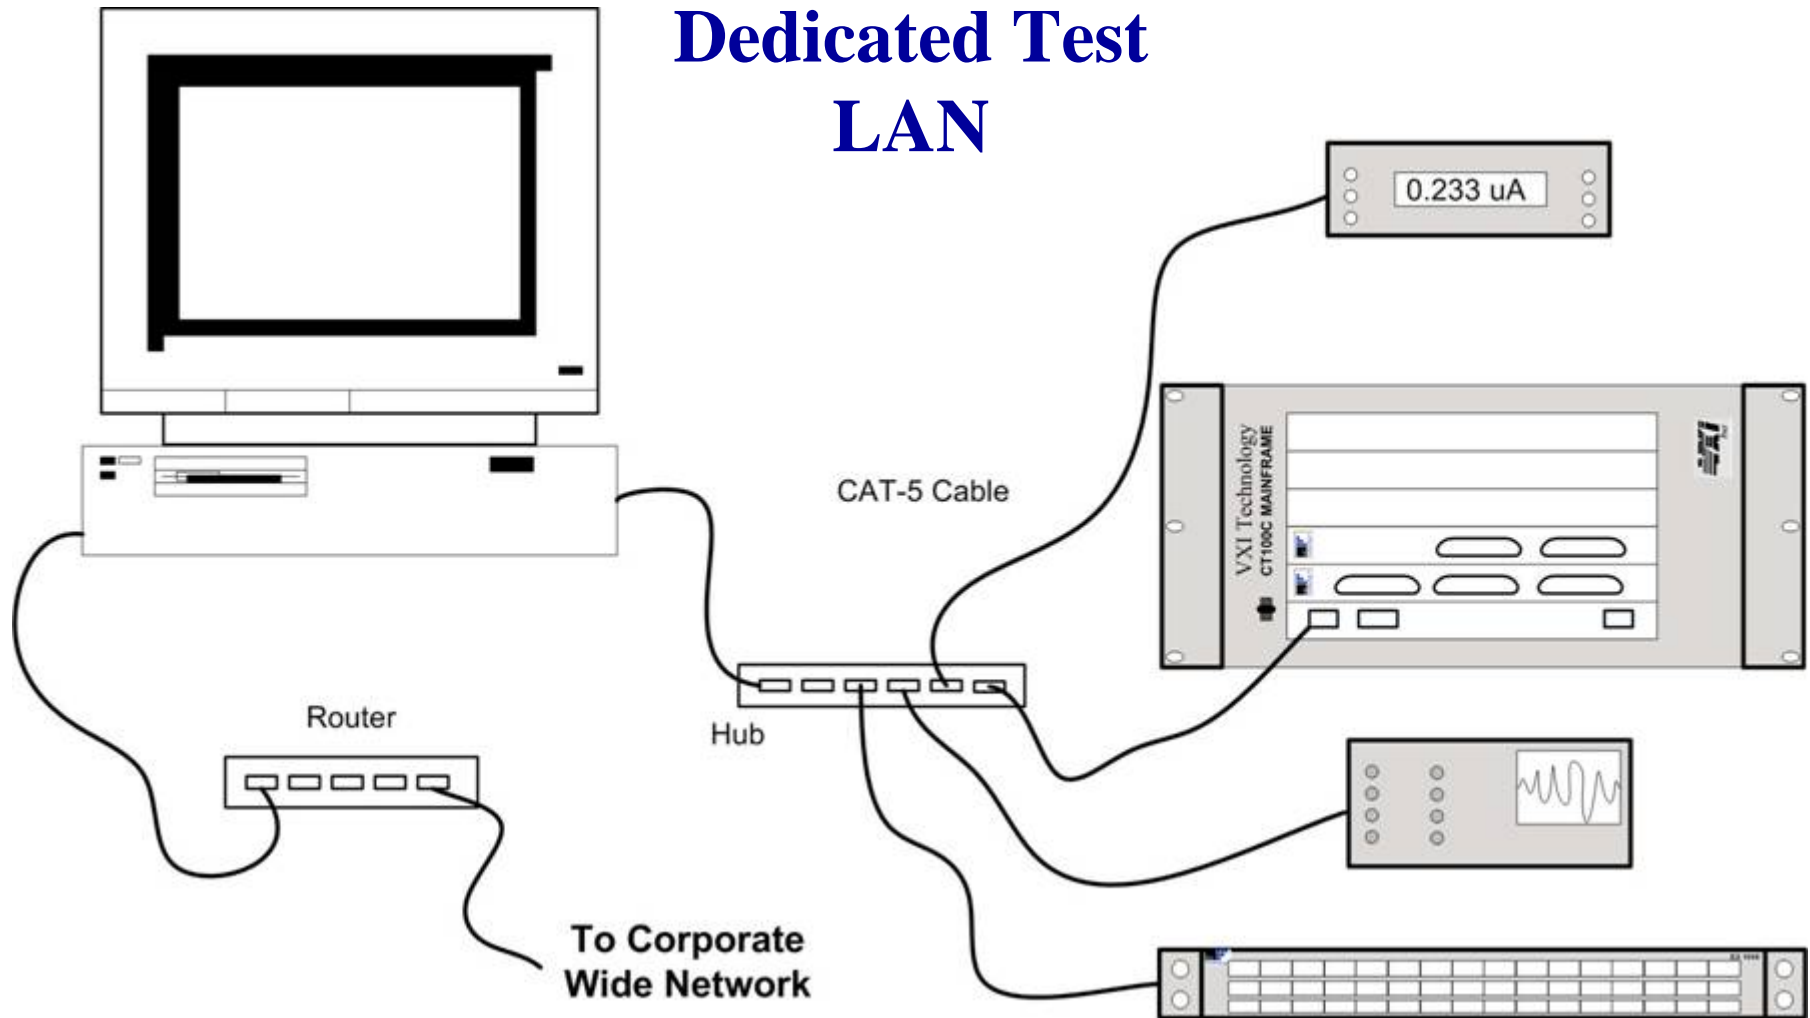 Dedicated Test
LAN
0.233 uA
CAT-5 Cable
VXI Technology
CT100C MAINFRAME
Router
Hub
To Corporate
Wide Network